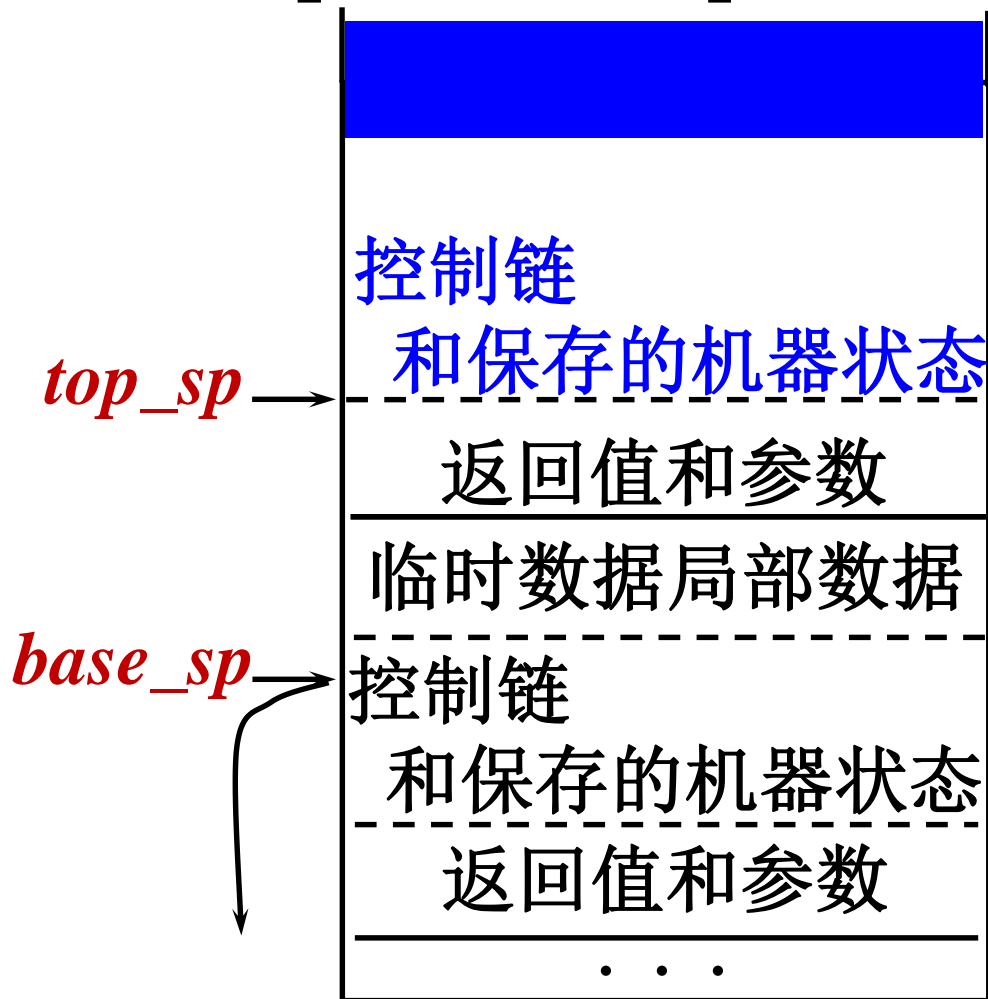 控制链
和保存的机器状态
top_sp
返回值和参数
临时数据局部数据
base_sp
控制链
和保存的机器状态
返回值和参数
. . .